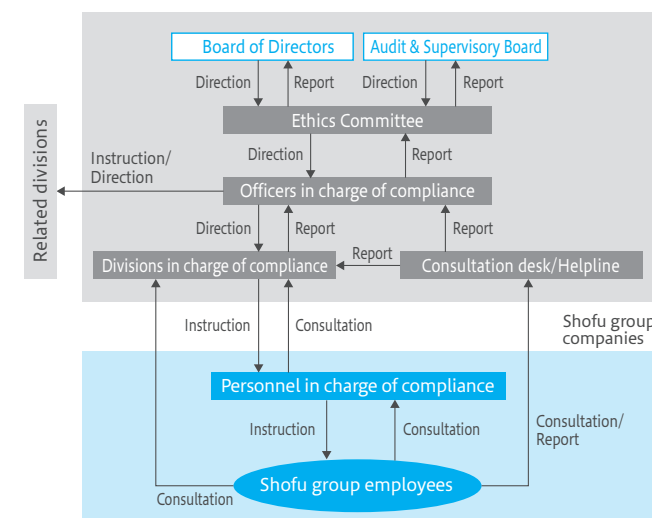 Board of Directors
Audit & Supervisory Board
Direction
Report
Direction
Report
Ethics Committee
Related divisions
Instruction/
Direction
Direction
Report
Officers in charge of compliance
Direction
Report
Report
Divisions in charge of compliance
Report
Consultation desk/Helpline
Instruction
Consultation
Shofu group
companies
Personnel in charge of compliance
Instruction
Consultation
Consultation/
Report
Shofu group employees
Consultation